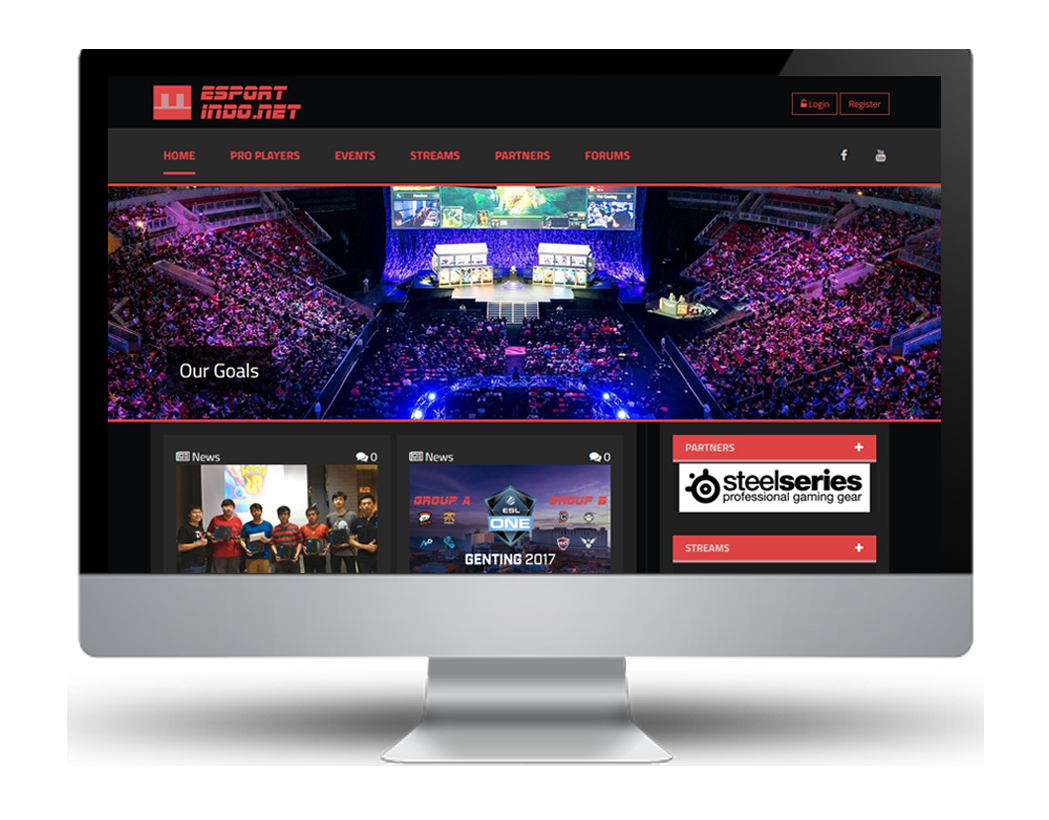 ESPORT
INDO.NET
Login
Register
HOME
PRO PLAYERS
EVENTS
STREAMS
PARTNERS
FORUMS
Our Goals
News
0
News
0
GROUP A
GROUP B
ESL
ONE
GENTING 2017
PARTNERS
steelseries
professional gaming gear
STREAMS